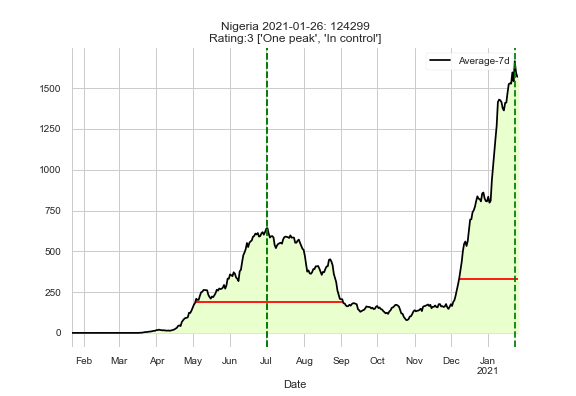 Nigeria 2021-01-26: 124299
Rating:3 ['One peak', 'In control']
Average-7d
1500
1250
1000
750
500
250
0
Feb Mar Apr May Jun Jul Aug Sep Oct Nov Dec Jan
2021
Date